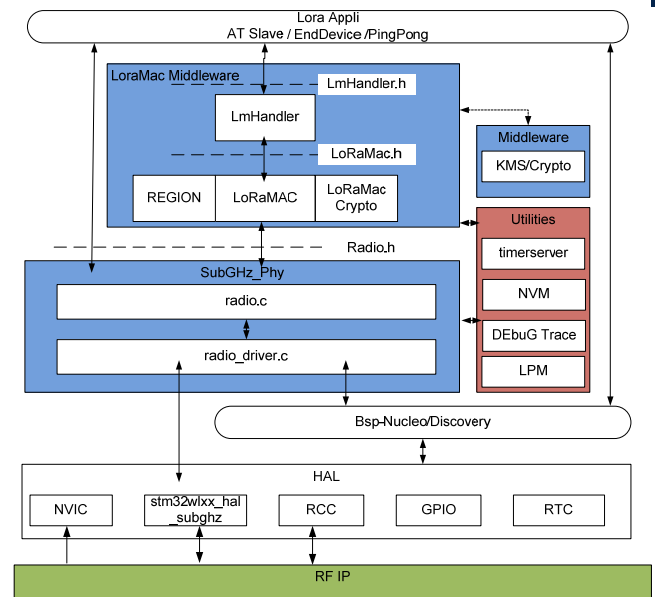 Lora Appli
AT Slave / EndDevice /PingPong
LoraMac Middleware
LmHandler.h
LmHandler
LoRaMac.h
REGION
LoRaMAC
LoRaMac
Crypto
Middleware
KMS/Crypto
Utilities
timerserver
NVM
DEbuG Trace
LPM
Radio.h
SubGHz_Phy
radio.c
radio_driver.c
Bsp-Nucleo/Discovery
HAL
NVIC
stm32wlxx_hal
_subghz
RCC
GPIO
RTC
RF IP